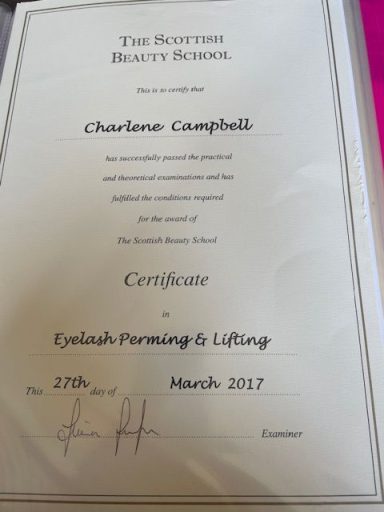 THE SCOTTISH
BEAUTY SCHOOL
This is to certify that
Charlene Campbell
has successfully passed the practical
and theoretical examinations and has
fulfilled the conditions required
for the award of
The Scottish Beauty School
Certificate
in
Eyelash Perming & Lifting
This 27th day of March 2017
Examiner